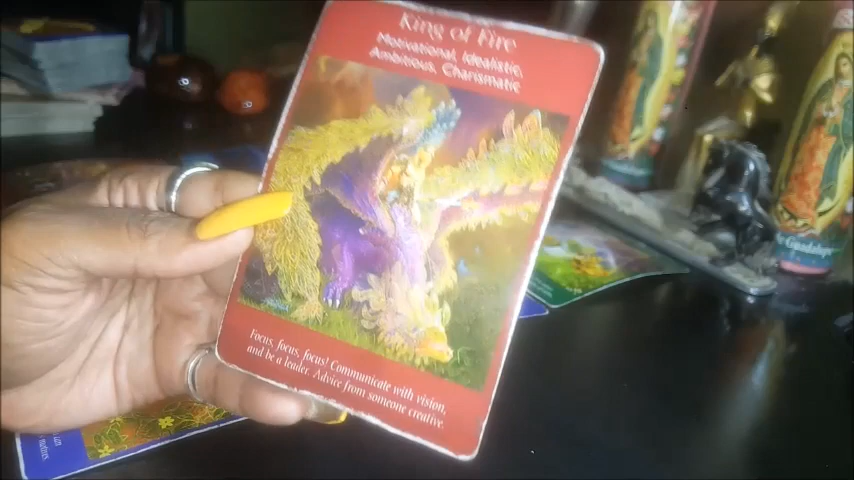 King of Fire
Motivational, Idealistic,
Ambitious, Charismatic
Focus, focus, focus! Communicate with vision,
and be a leader. Advice from someone creative.
Guadalupe